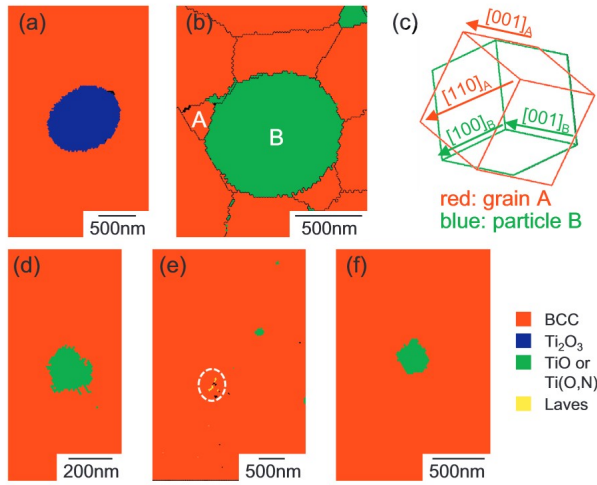 (a)
500nm
(b)
A
B
500nm
(c)
[001]A
[110]A
[100]B
[001]B
red: grain A
blue: particle B
(d)
200nm
(e)
500nm
(f)
500nm
BCC
Ti₂O₃
TiO or
Ti(O,N)
Laves